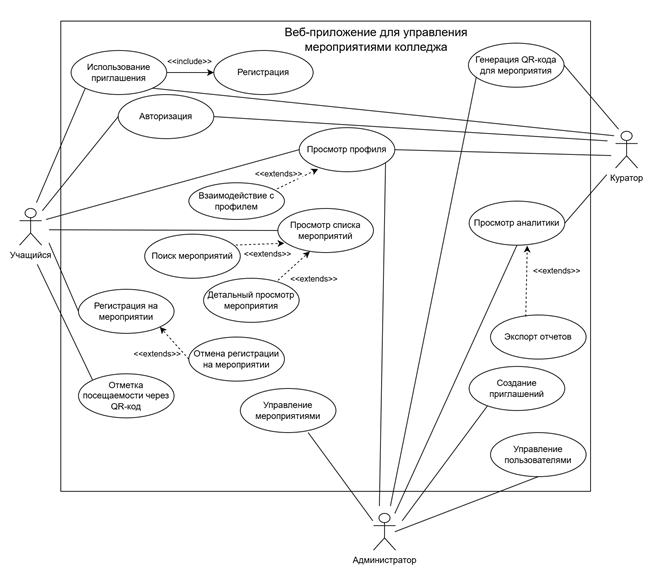 Веб-приложение для управления
мероприятиями колледжа
Использование
приглашения
<<include>>
Регистрация
Генерация QR-кода
для мероприятия
Авторизация
Просмотр профиля
Куратор
<<extends>>
Взаимодействие с
профилем
Учащийся
Просмотр списка
мероприятий
Просмотр аналитики
Поиск мероприятий
<<extends>>
<<extends>>
<<extends>>
Детальный просмотр
мероприятия
Регистрация на
мероприятии
Экспорт отчетов
<<extends>>
Отмена регистрации
на мероприятии
Отметка
посещаемости через
QR-код
Создание
приглашений
Управление
мероприятиями
Управление
пользователями
Администратор